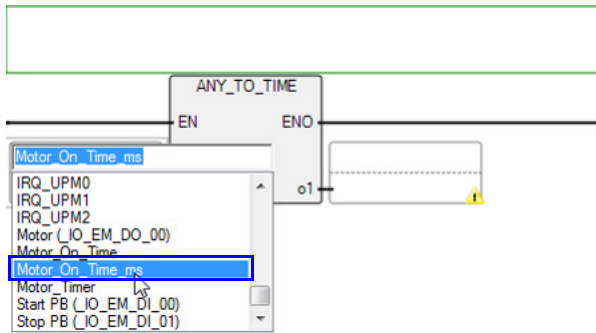 ANY_TO_TIME
EN
ENO
Motor_On_Time_ms
o1
IRQ_UPM0
IRQ_UPM1
IRQ_UPM2
Motor (_IO_EM_DO_00)
Motor_On_Time
Motor_On_Time_ms
Motor_Timer
Start PB (_IO_EM_DI_00)
Stop PB (_IO_EM_DI_01)